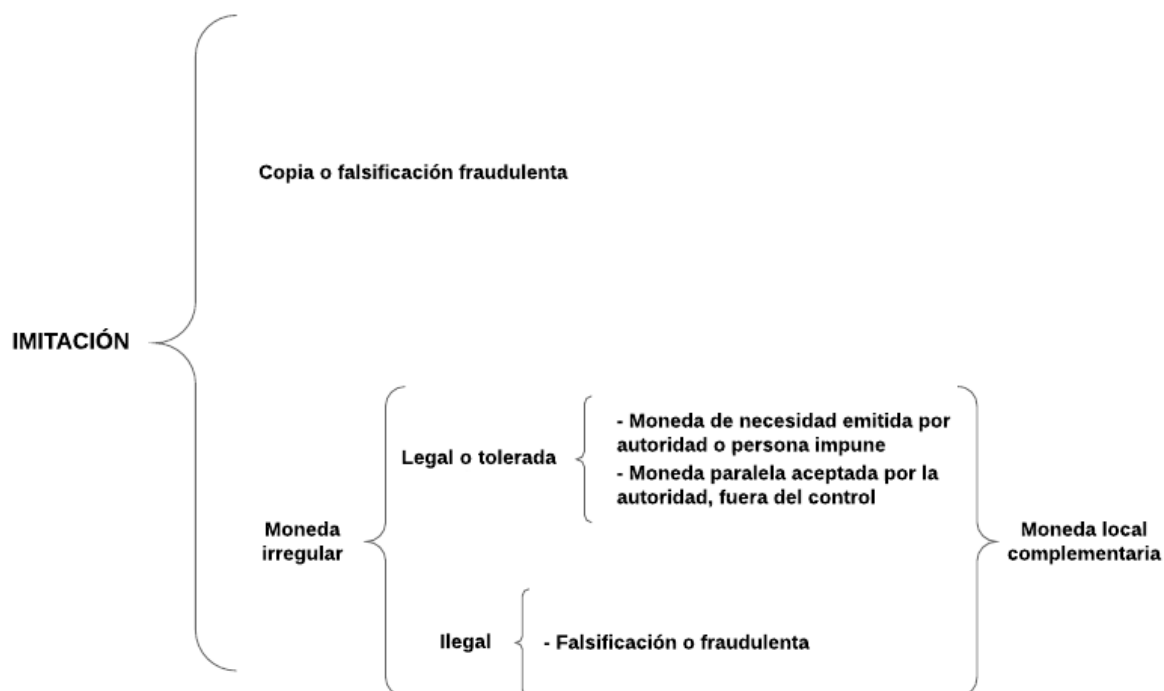 Copia o falsificación fraudulenta
IMITACIÓN
Moneda
irregular
Legal o tolerada
- Moneda de necesidad emitida por
autoridad o persona impune
- Moneda paralela aceptada por la
autoridad, fuera del control
Ilegal
- Falsificación o fraudulenta
Moneda local
complementaria